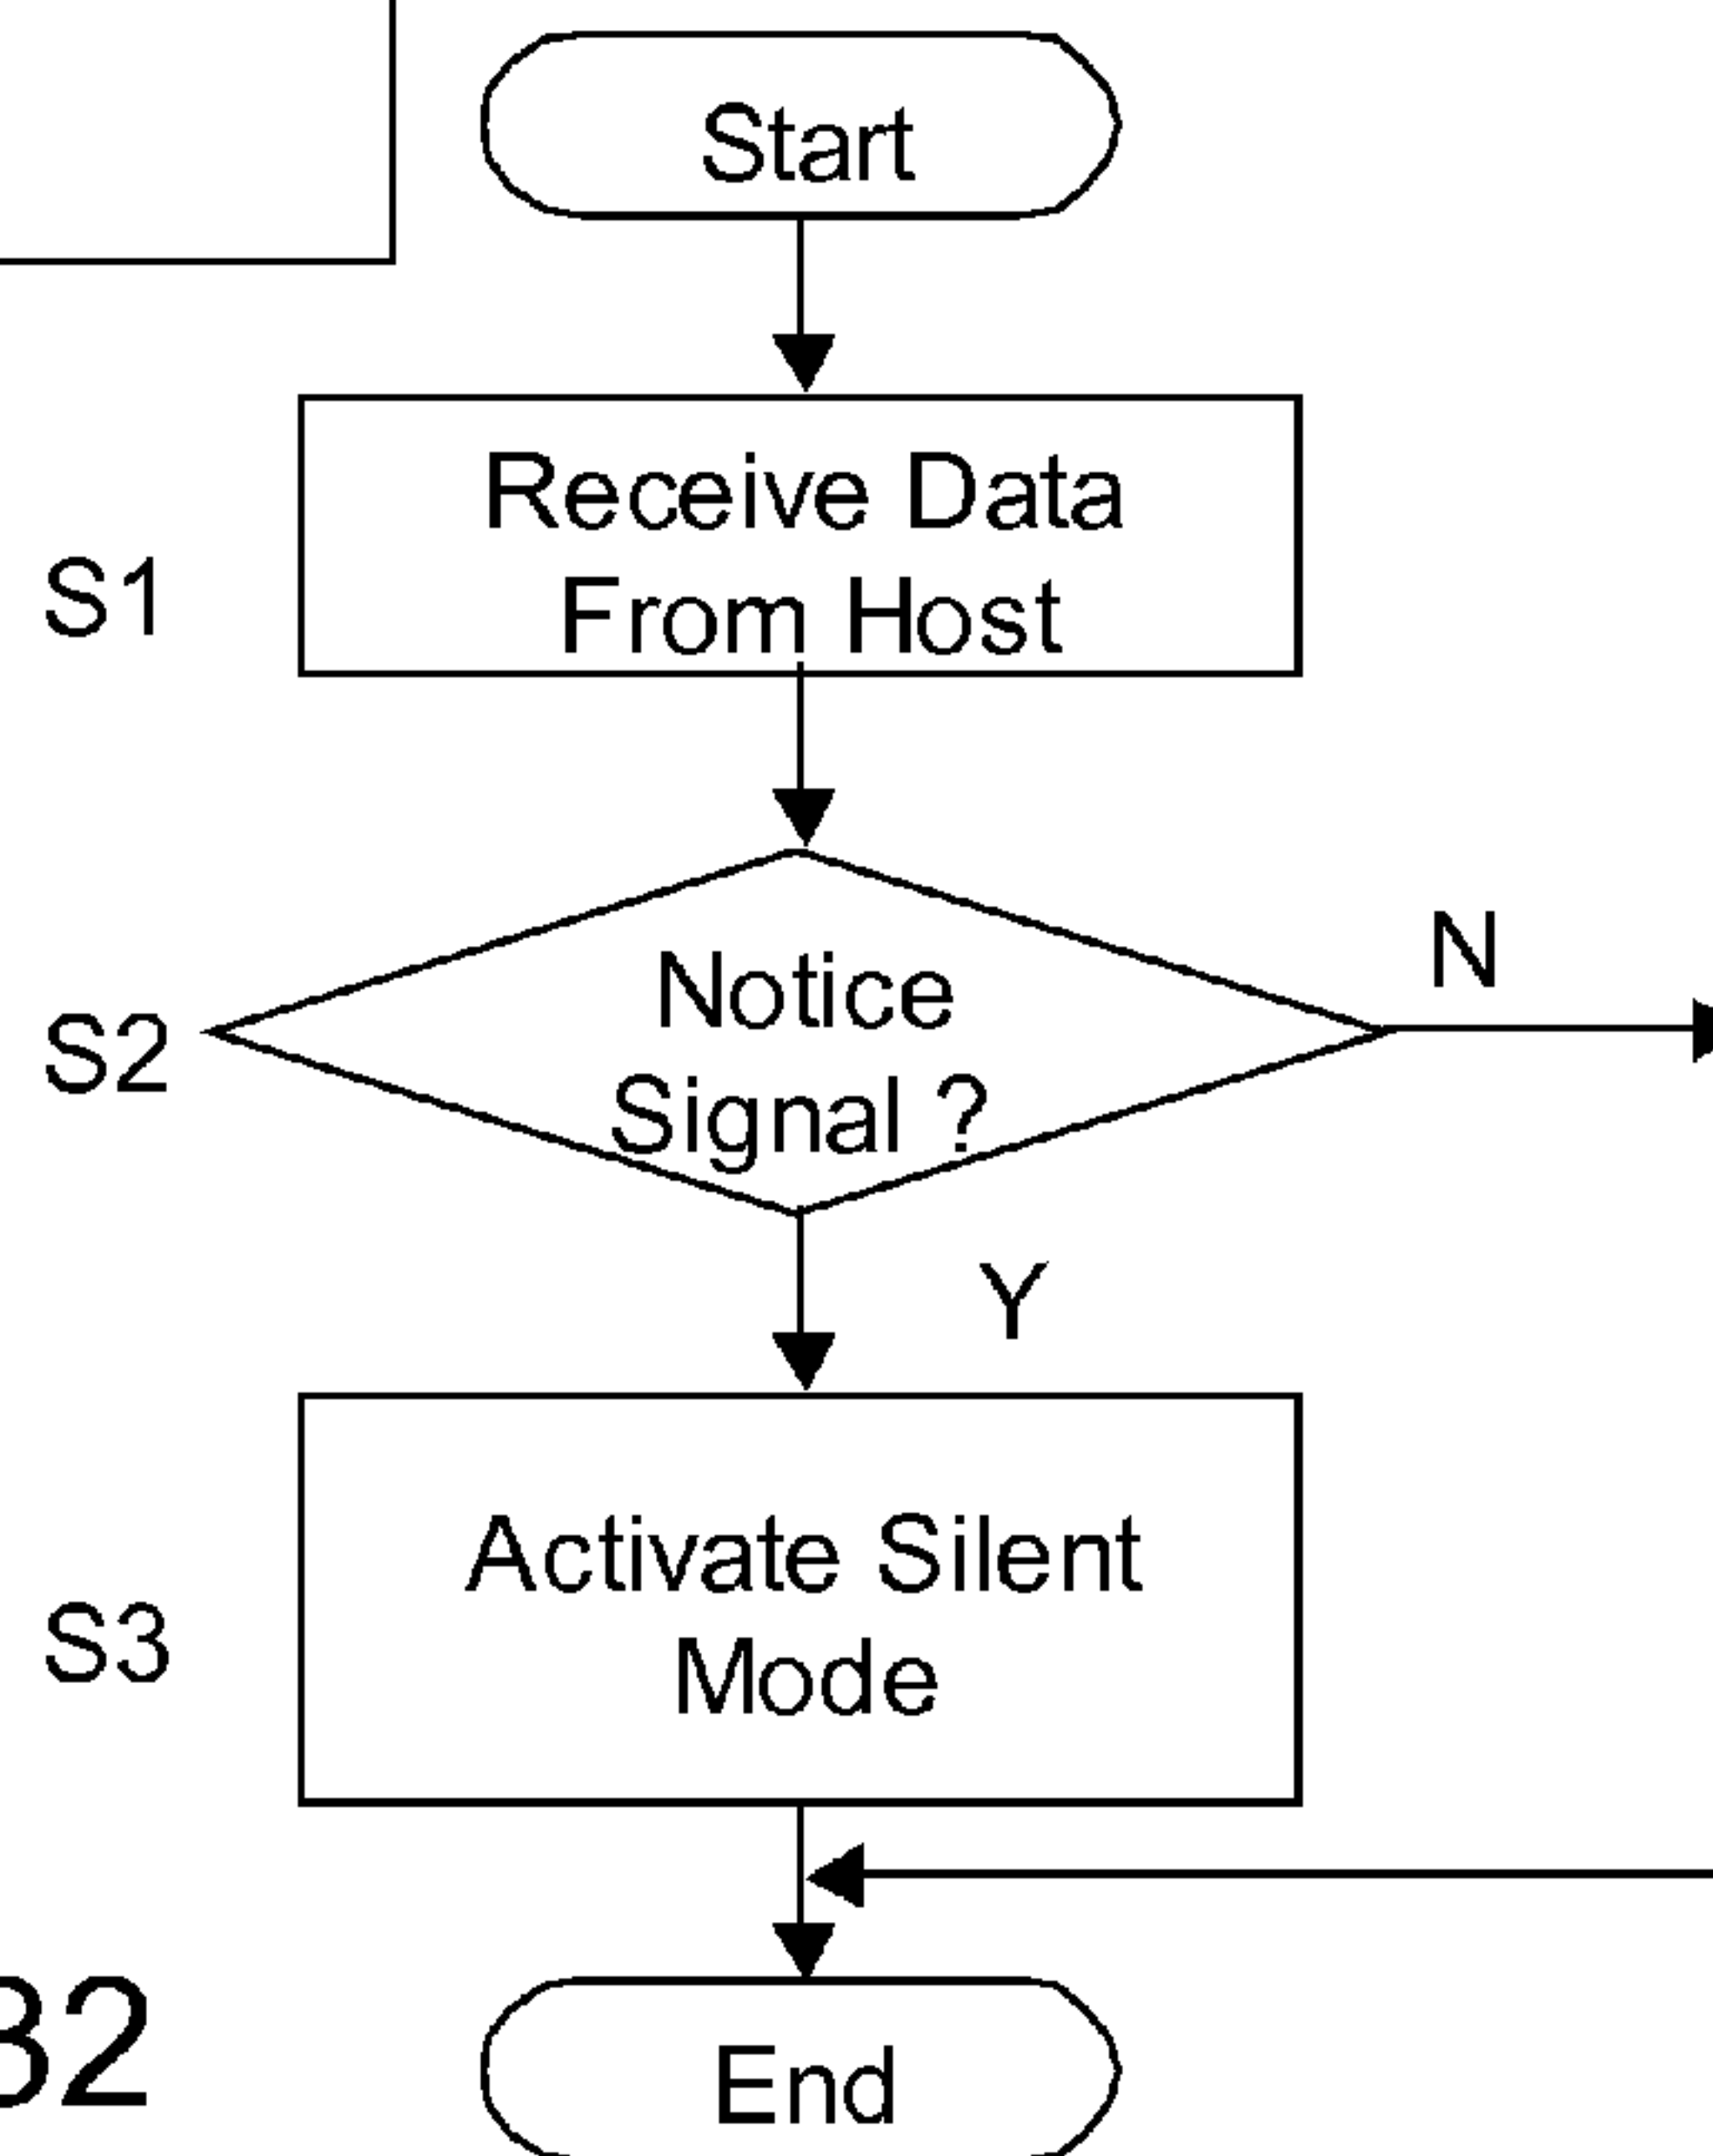 Start
Receive Data
From Host
S1
N
Notice
S2
Signal ?
Y
Activate Silent
S3
Mode
End